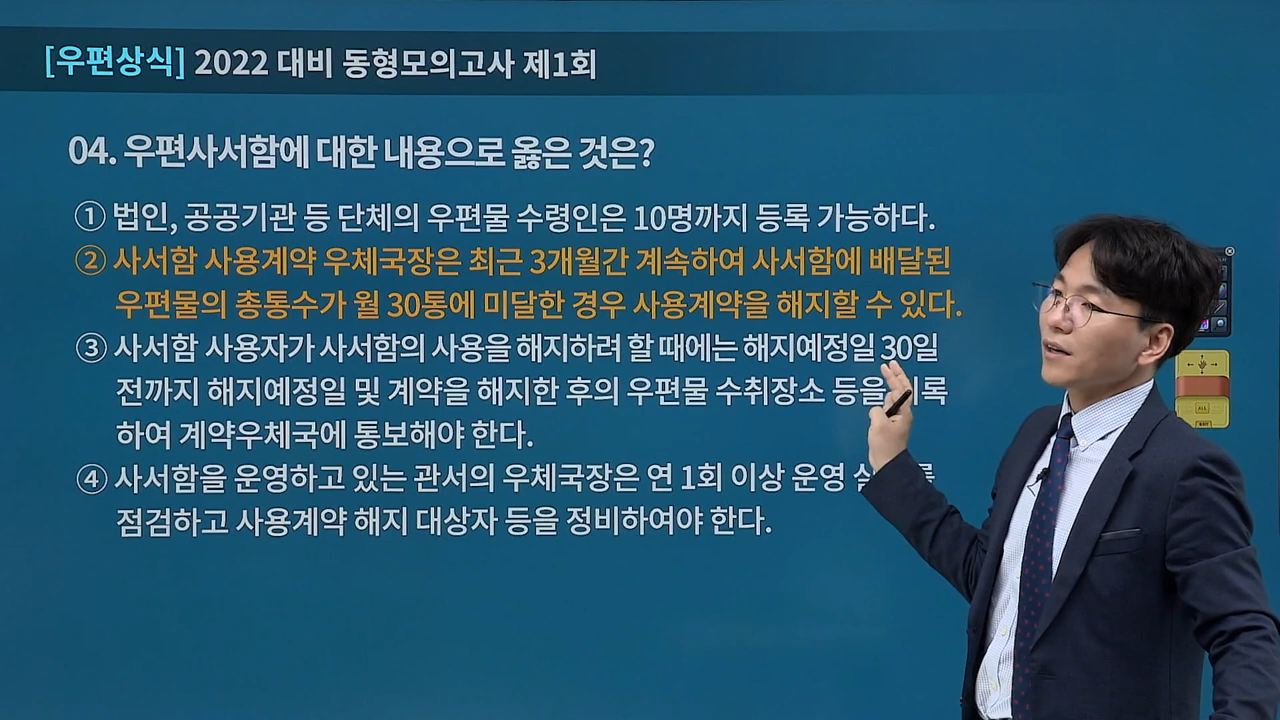 [우편상식] 2022 대비 동형모의고사 제1회
04. 우편사서함에 대한 내용으로 옳은 것은?
① 법인, 공공기관 등 단체의 우편물 수령인은 10명까지 등록 가능하다.
② 사서함 사용계약 우체국장은 최근 3개월간 계속하여 사서함에 배달된
우편물의 총통수가 월 30통에 미달한 경우 사용계약을 해지할 수 있다.
③ 사서함 사용자가 사서함의 사용을 해지하려 할 때에는 해지예정일 30일
전까지 해지예정일 및 계약을 해지한 후의 우편물 수취장소 등을
하여 계약우체국에 통보해야 한다.
④ 사서함을 운영하고 있는 관서의 우체국장은 연 1회 이상 운영
점검하고 사용계약 해지 대상자 등을 정비하여야 한다.
ALL